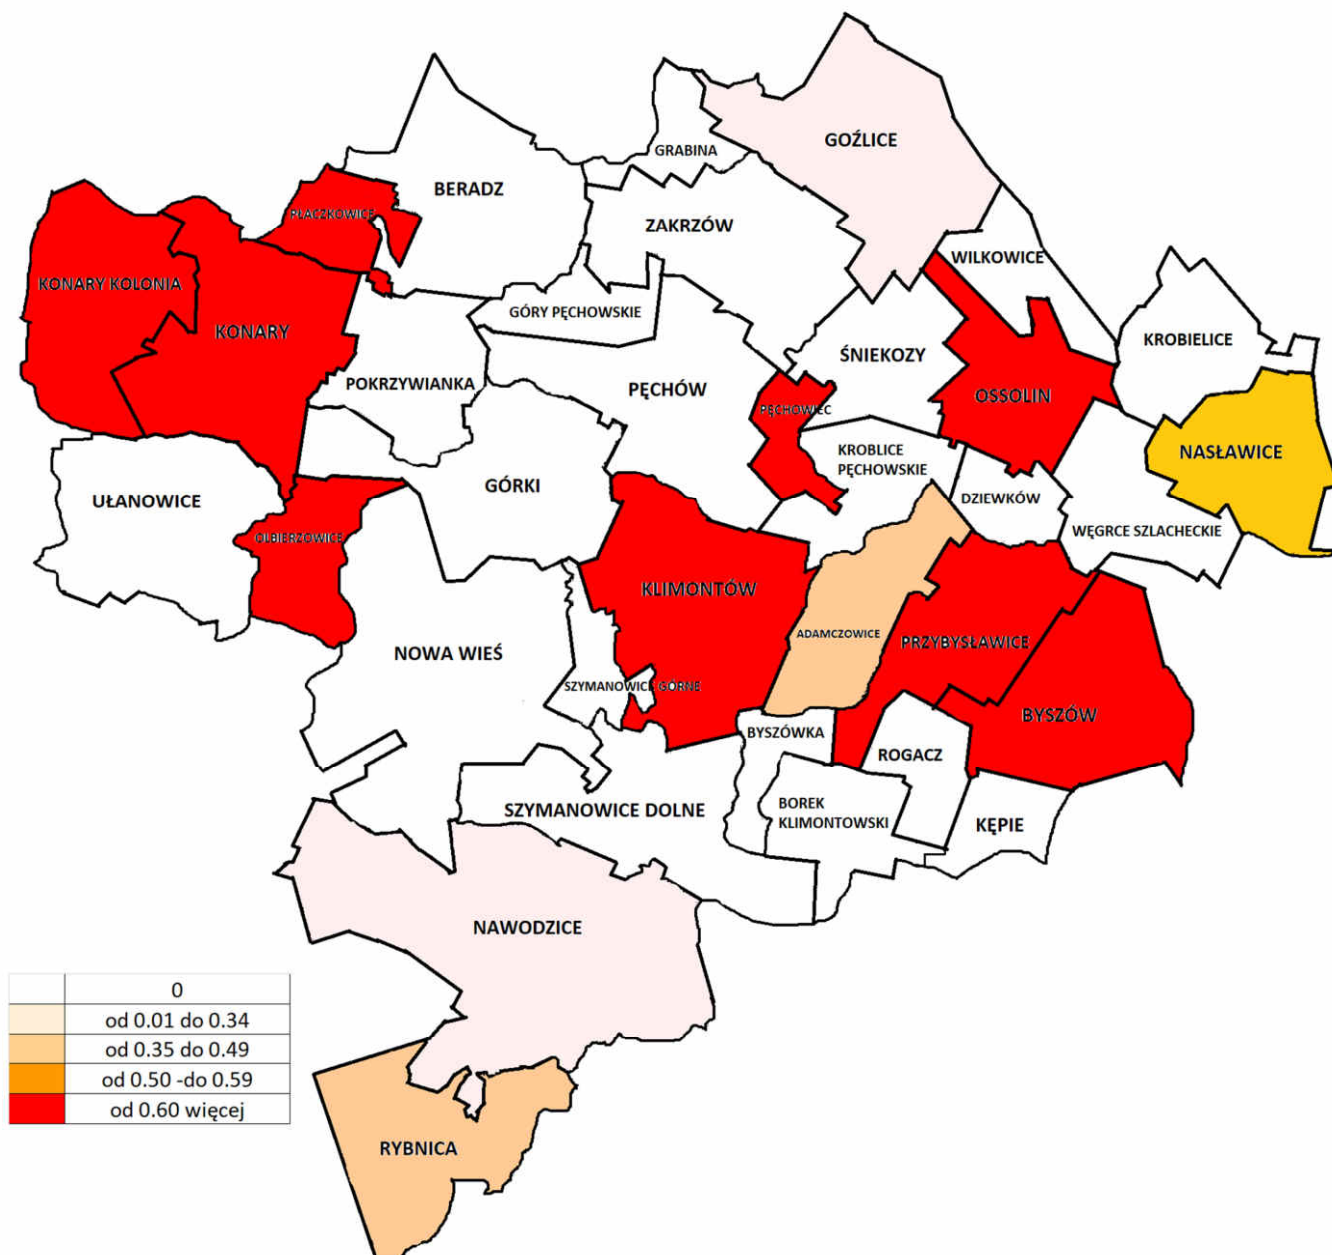 GOŹLICE
GRABINA
BERADZ
PŁACZKOWICE
ZAKRZÓW
WILKOWICE
KONARY KOLONIA
GÓRY PĘCHOWSKIE
KONARY
KROBIELICE
ŚNIEKOZY
POKRZYWIANKA
PĘCHÓW
OSSOLIN
PĘCHOWIEC
KROBLICE
PĘCHOWSKIE
NASŁAWICE
UŁANOWICE
GÓRKI
DZIEWKÓW
WĘGRCE SZLACHECKIE
OLBIERZOWICE
KLIMONTÓW
ADAMCZOWICE
PRZYBYSŁAWICE
NOWA WIEŚ
SZYMANOWICE GÓRNE
BYSZÓW
BYSZÓWKA
ROGACZ
SZYMANOWICE DOLNE
BOREK
KLIMONTOWSKI
KĘPIE
NAWODZICE
0
od 0.01 do 0.34
od 0.35 do 0.49
od 0.50 -do 0.59
od 0.60 więcej
RYBNICA